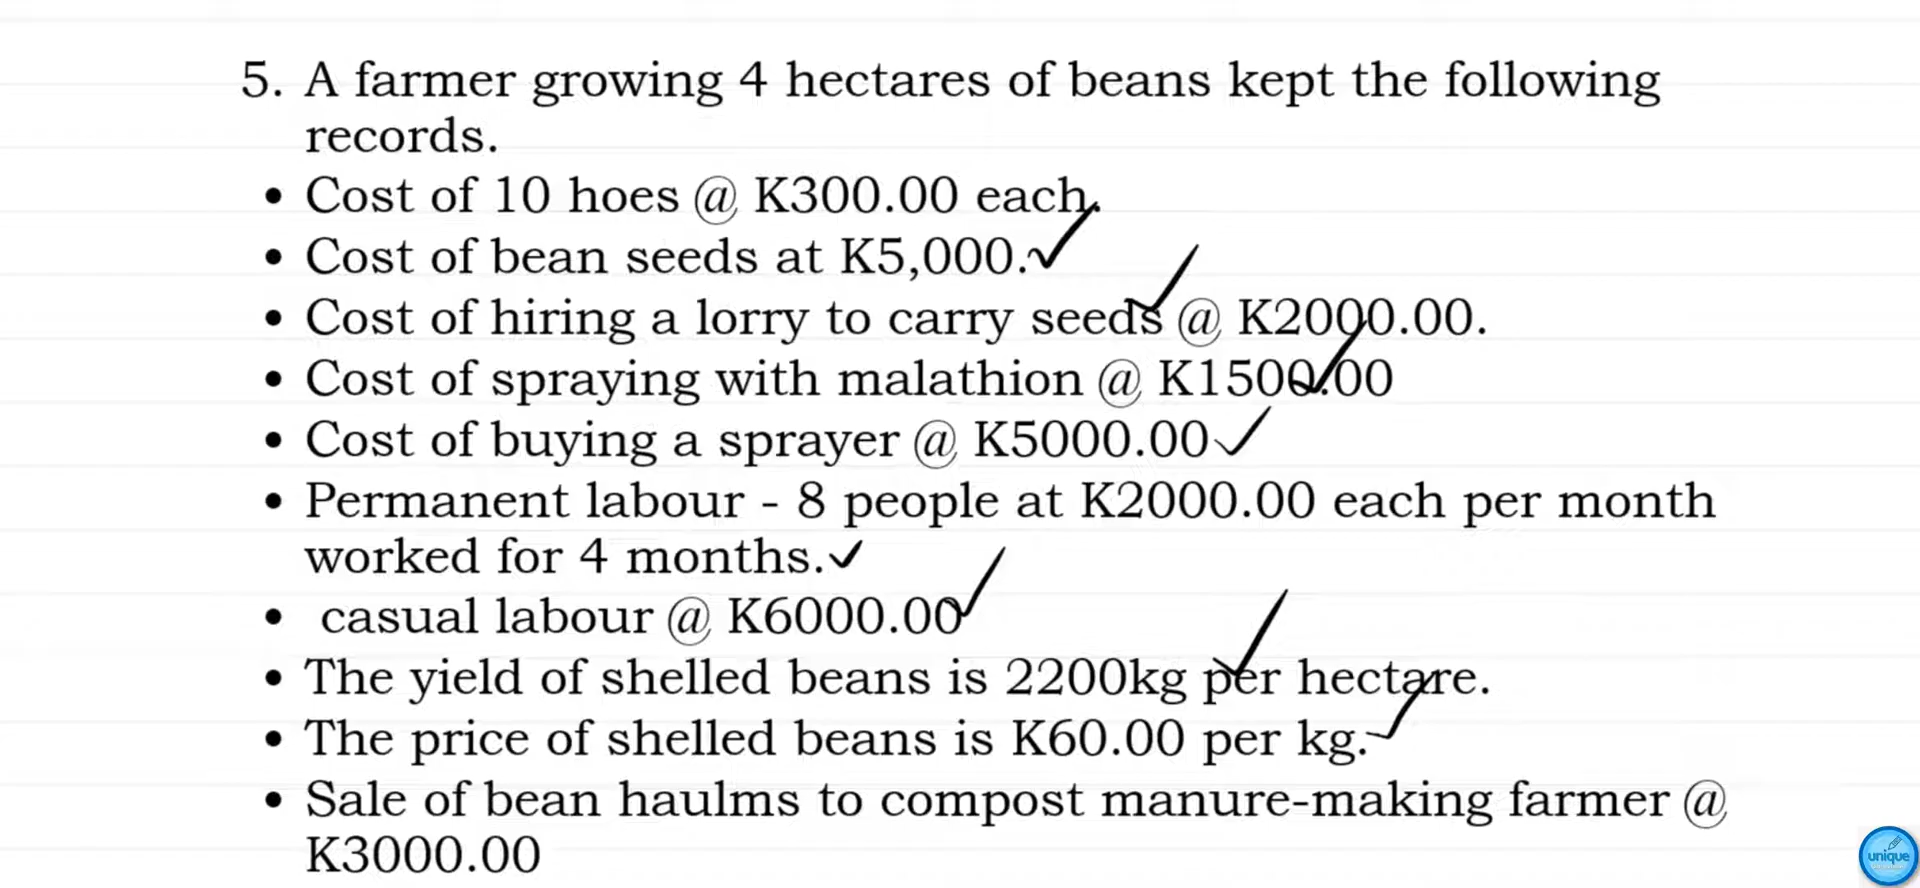 5. A farmer growing 4 hectares of beans kept the following
records.
• Cost of 10 hoes @ K300.00 each.
• Cost of bean seeds at K5,000.
• Cost of hiring a lorry to carry seeds @ K2000.00.
• Cost of spraying with malathion @ K1500.00
• Cost of buying a sprayer @ K5000.00
• Permanent labour - 8 people at K2000.00 each per month
worked for 4 months.
• casual labour @ K6000.00
• The yield of shelled beans is 2200kg per hectare.
• The price of shelled beans is K60.00 per kg.
• Sale of bean haulms to compost manure-making farmer @
K3000.00
unique